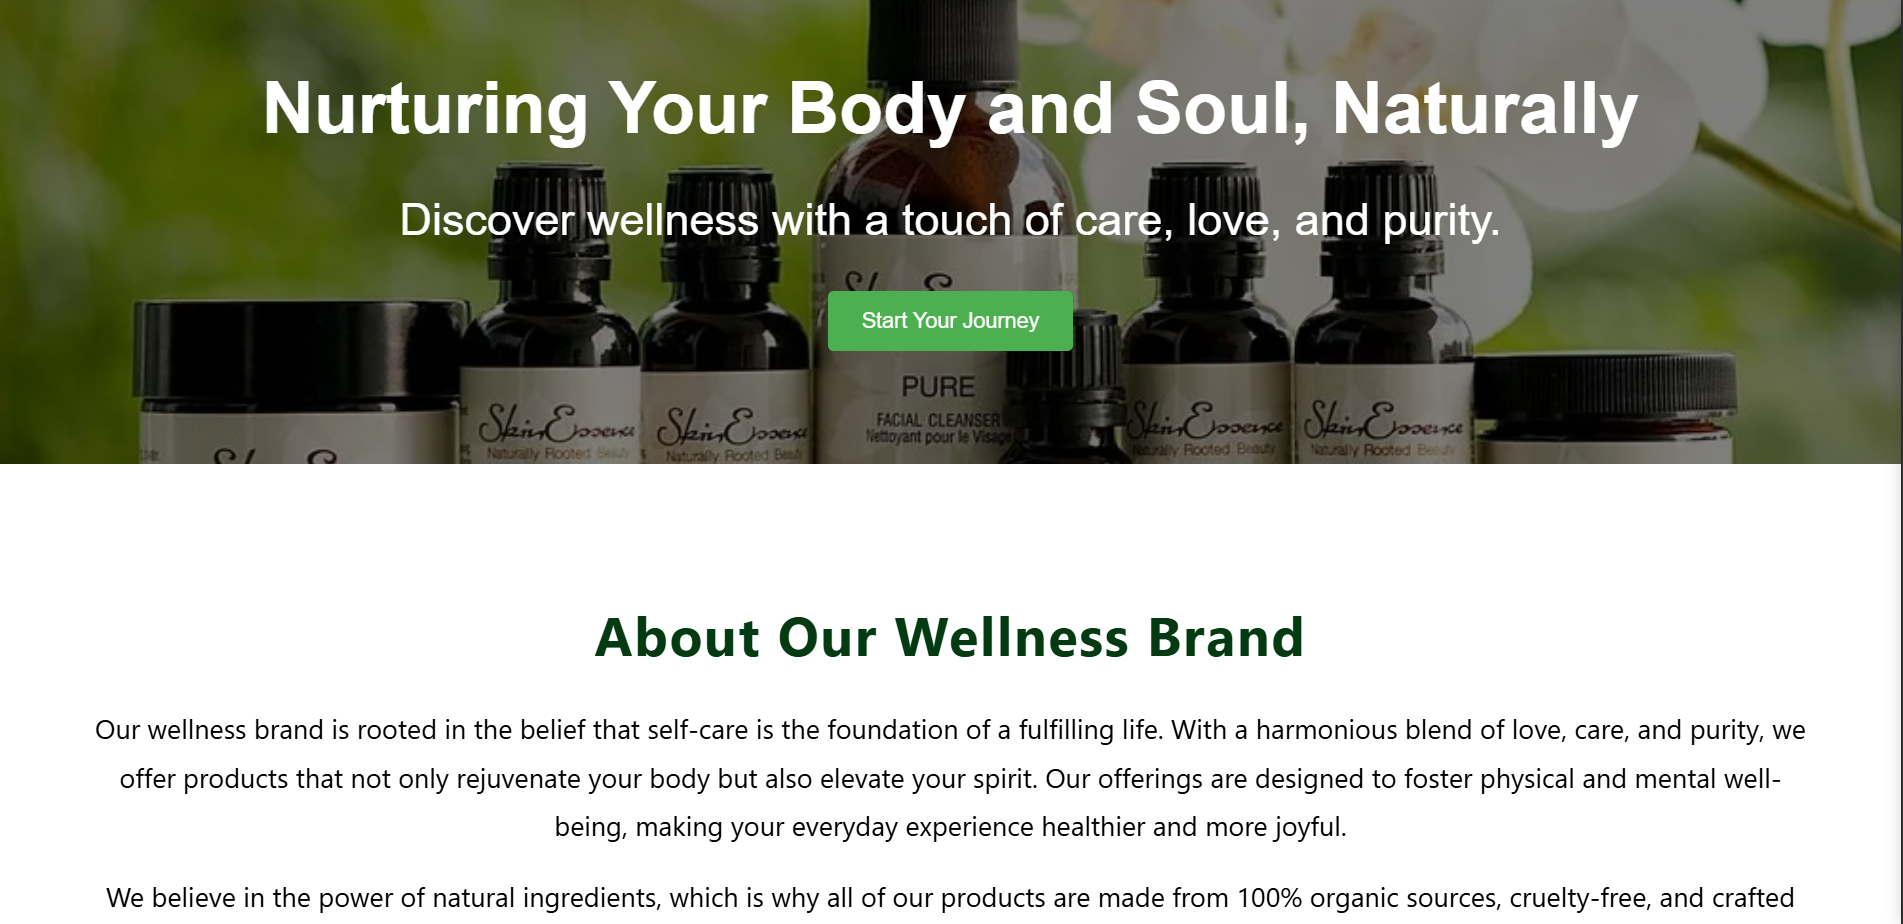 Nurturing Your Body and Soul, Naturally
Discover wellness with a touch of care, love, and purity.
Start Your Journey
PURE
FACIAL CLEANSER
Nettoyant pour le Visage
SkinEssence
Naturally Rooted Beauty
SkinEssence
Naturally Rooted Beauty
SkinEssence
Naturally Rooted Beauty
SkinEssence
Naturally Rooted Beauty
About Our Wellness Brand
Our wellness brand is rooted in the belief that self-care is the foundation of a fulfilling life. With a harmonious blend of love, care, and purity, we
offer products that not only rejuvenate your body but also elevate your spirit. Our offerings are designed to foster physical and mental well-
being, making your everyday experience healthier and more joyful.
We believe in the power of natural ingredients, which is why all of our products are made from 100% organic sources, cruelty-free, and crafted